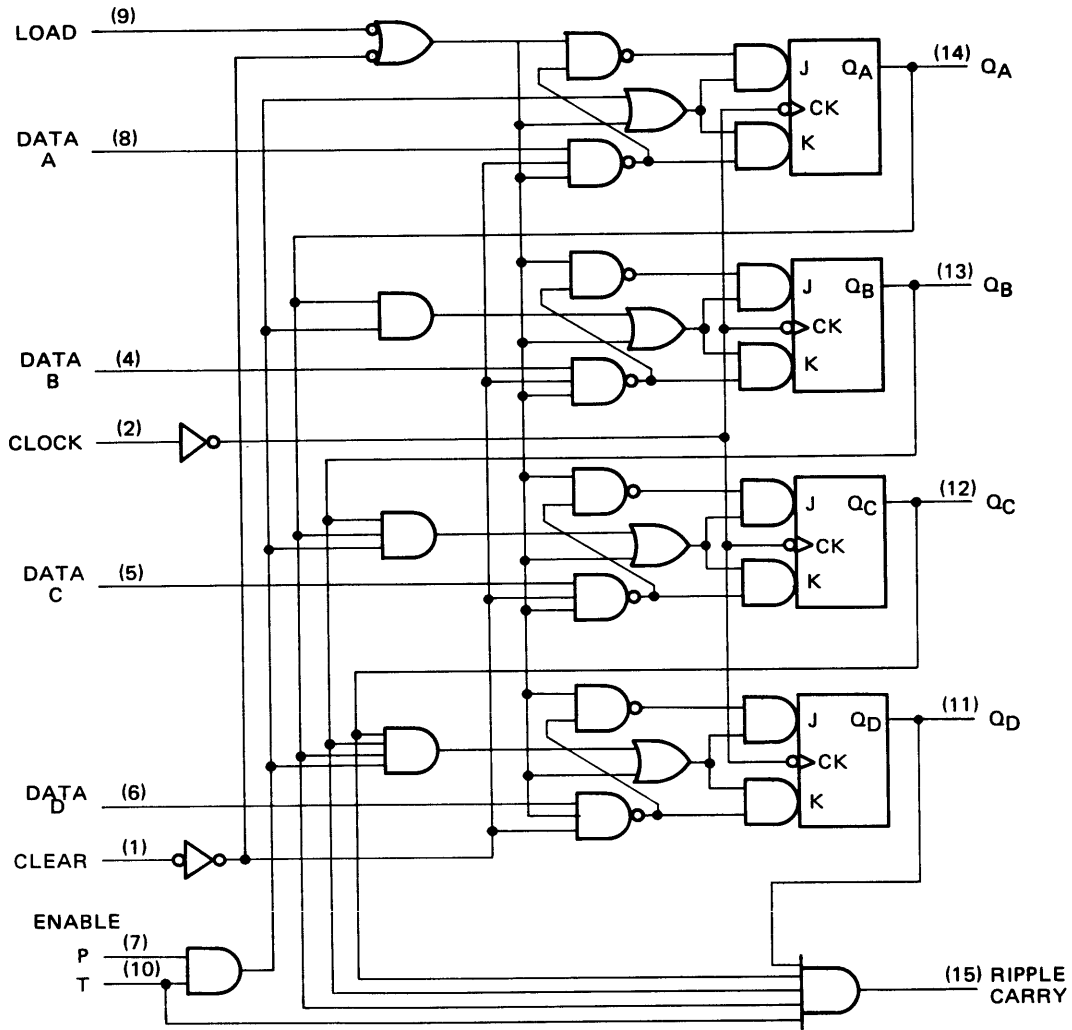 LOAD (9)
DATA A (8)
DATA B (4)
CLOCK (2)
DATA C (5)
DATA D (6)
CLEAR (1)
ENABLE
P (7)
T (10)
J QA (14) QA
CK
K
J QB (13) QB
CK
K
J QC (12) QC
CK
K
J QD (11) QD
CK
K
(15) RIPPLE
CARRY